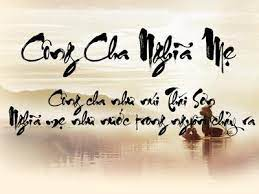 Công Cha Nghĩa Mẹ
Công cha như núi Thái Sơn
Nghĩa mẹ như nước trong nguồn chảy ra